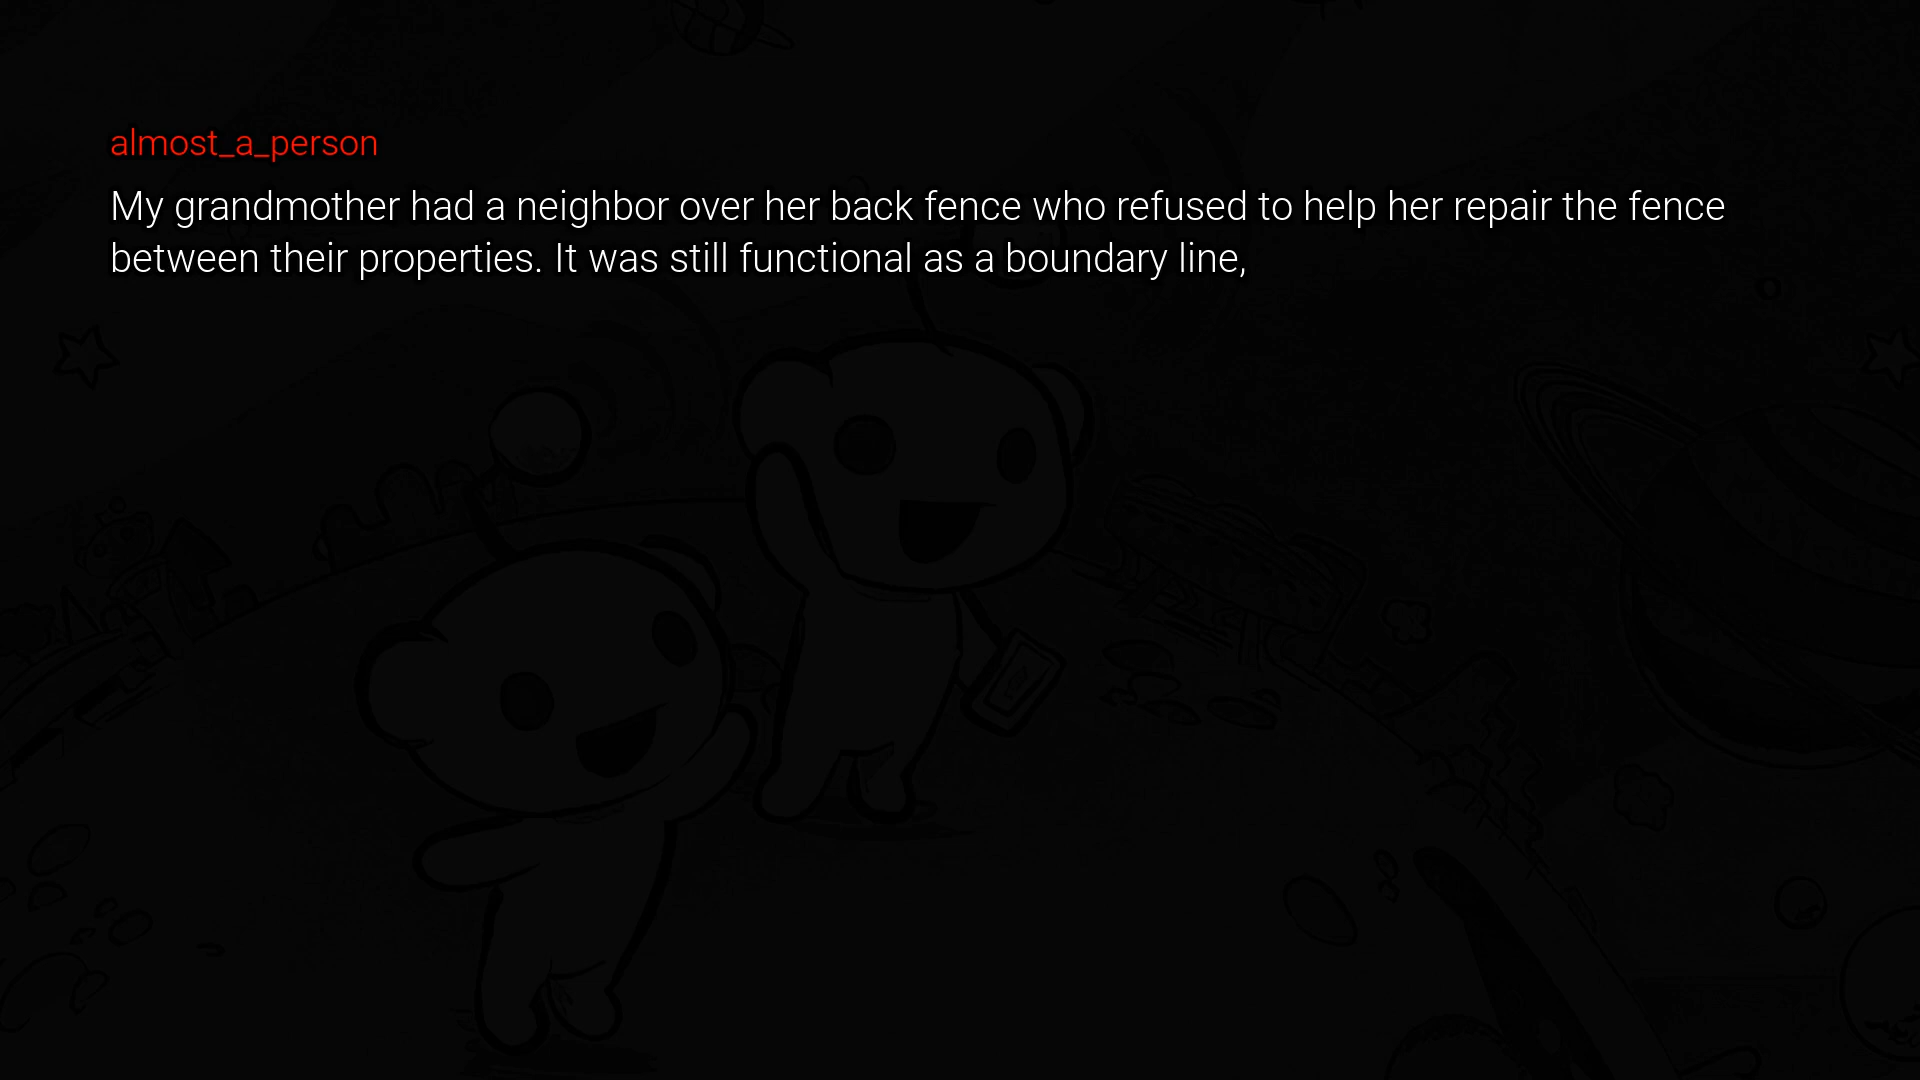 almost_a_person
My grandmother had a neighbor over her back fence who refused to help her repair the fence
between their properties. It was still functional as a boundary line,